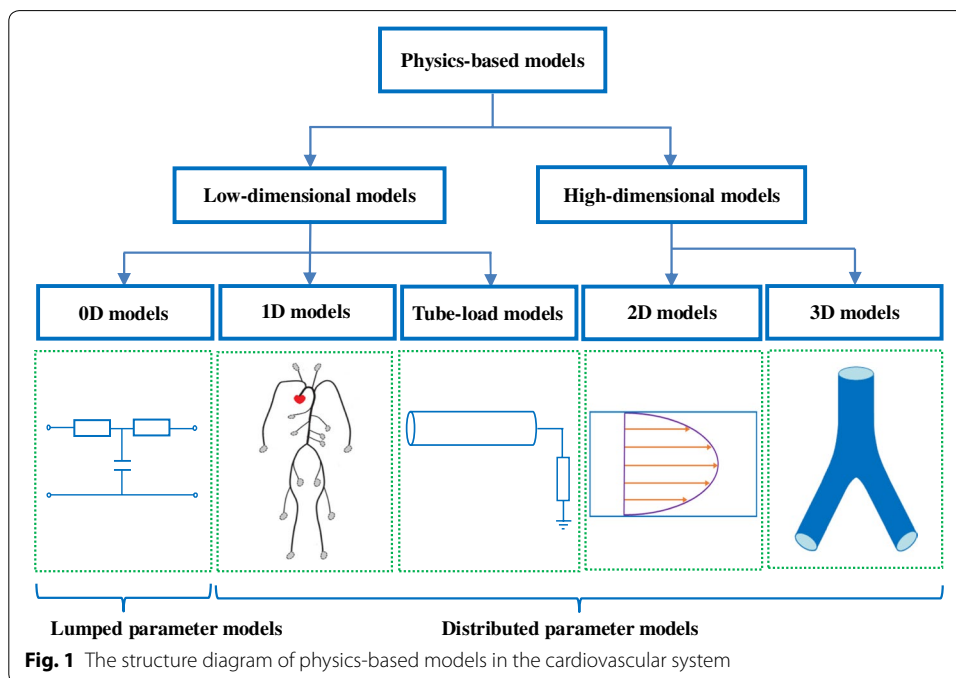 Physics-based models
Low-dimensional models
High-dimensional models
0D models
1D models
Tube-load models
2D models
3D models
Lumped parameter models
Distributed parameter models
Fig. 1 The structure diagram of physics-based models in the cardiovascular system